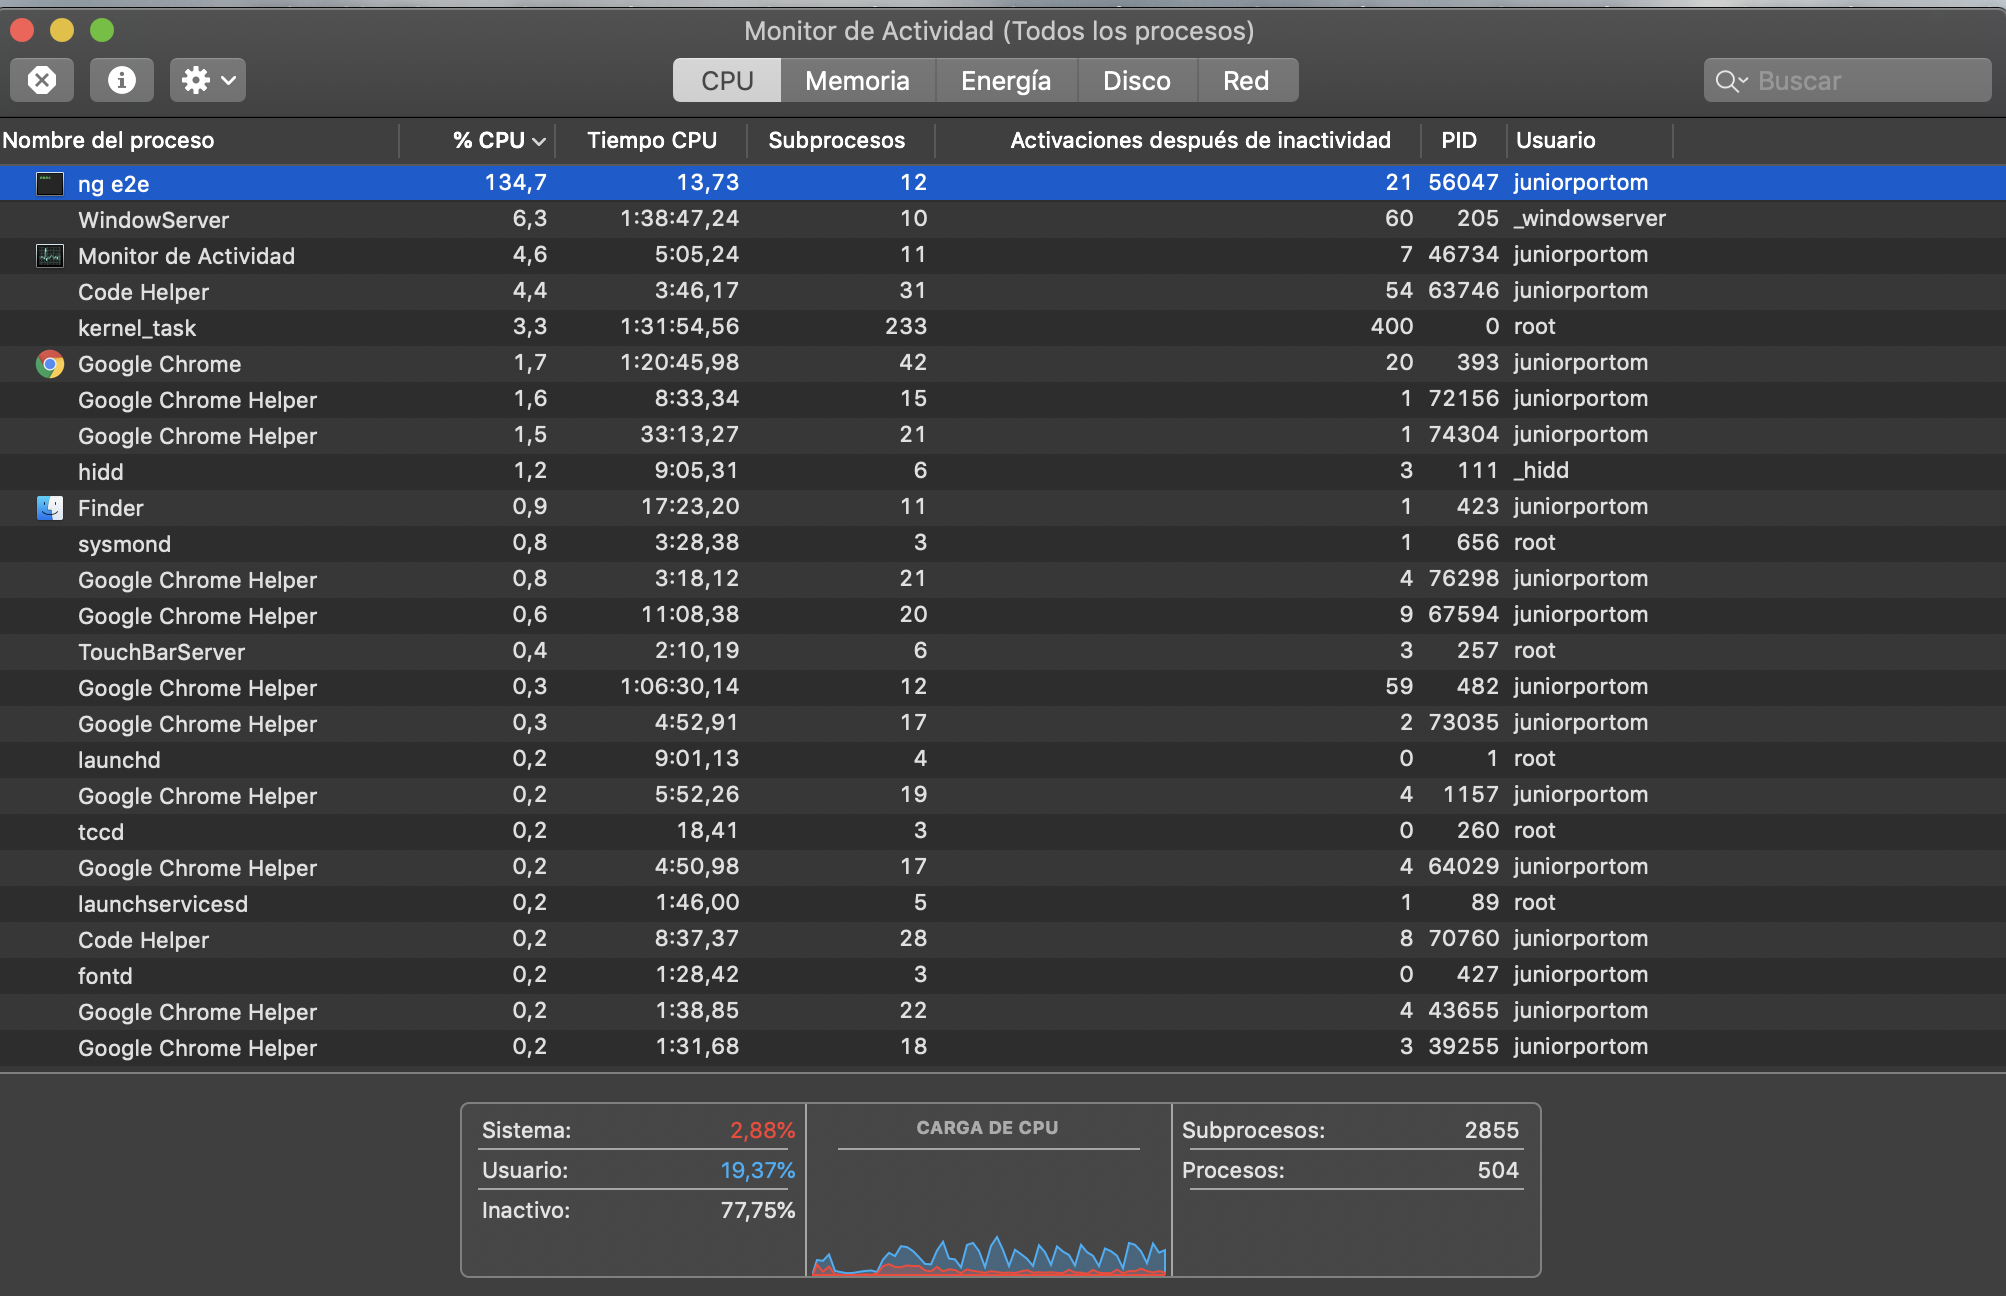 Monitor de Actividad (Todos los procesos)
CPU Memoria Energía Disco Red Buscar
Nombre del proceso % CPU Tiempo CPU Subprocesos Activaciones después de inactividad PID Usuario
ng e2e 134,7 13,73 12 21 56047 juniorportom
WindowServer 6,3 1:38:47,24 10 60 205 _windowserver
Monitor de Actividad 4,6 5:05,24 11 7 46734 juniorportom
Code Helper 4,4 3:46,17 31 54 63746 juniorportom
kernel_task 3,3 1:31:54,56 233 400 0 root
Google Chrome 1,7 1:20:45,98 42 20 393 juniorportom
Google Chrome Helper 1,6 8:33,34 15 1 72156 juniorportom
Google Chrome Helper 1,5 33:13,27 21 1 74304 juniorportom
hidd 1,2 9:05,31 6 3 111 _hidd
Finder 0,9 17:23,20 11 1 423 juniorportom
sysmond 0,8 3:28,38 3 1 656 root
Google Chrome Helper 0,8 3:18,12 21 4 76298 juniorportom
Google Chrome Helper 0,6 11:08,38 20 9 67594 juniorportom
TouchBarServer 0,4 2:10,19 6 3 257 root
Google Chrome Helper 0,3 1:06:30,14 12 59 482 juniorportom
Google Chrome Helper 0,3 4:52,91 17 2 73035 juniorportom
launchd 0,2 9:01,13 4 0 1 root
Google Chrome Helper 0,2 5:52,26 19 4 1157 juniorportom
tccd 0,2 18,41 3 0 260 root
Google Chrome Helper 0,2 4:50,98 17 4 64029 juniorportom
launchservicesd 0,2 1:46,00 5 1 89 root
Code Helper 0,2 8:37,37 28 8 70760 juniorportom
fontd 0,2 1:28,42 3 0 427 juniorportom
Google Chrome Helper 0,2 1:38,85 22 4 43655 juniorportom
Google Chrome Helper 0,2 1:31,68 18 3 39255 juniorportom
Sistema: 2,88% CARGA DE CPU Subprocesos: 2855
Usuario: 19,37% Procesos: 504
Inactivo: 77,75%